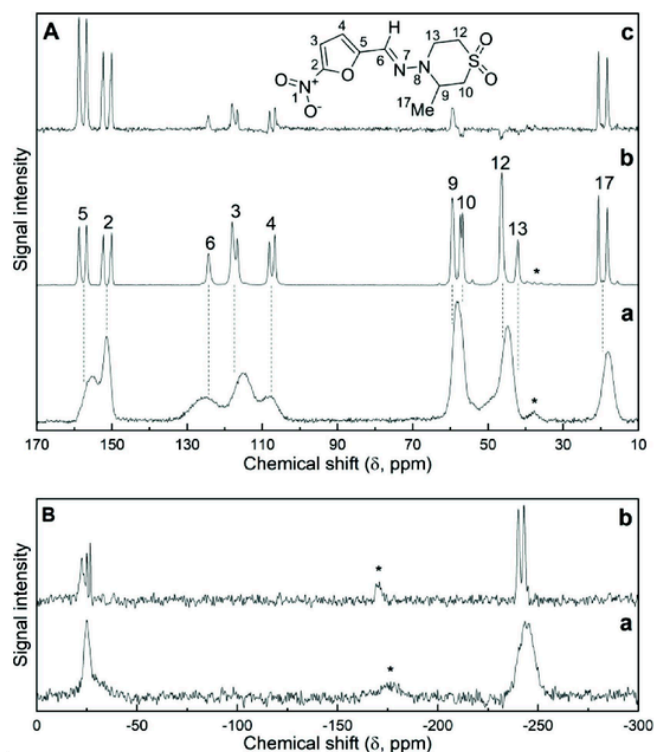 A
c
H
4
3
5
6
7
2
O
N
N
8
13
12
S
O
O
9
10
17
Me
O
N+
1
O-
b
5
2
6
3
4
9
10
12
13
*
17
a
*
170 150 130 110 90 70 50 30 10
Chemical shift (δ, ppm)
Signal intensity
B
b
*
a
*
0 -50 -100 -150 -200 -250 -300
Chemical shift (δ, ppm)
Signal intensity